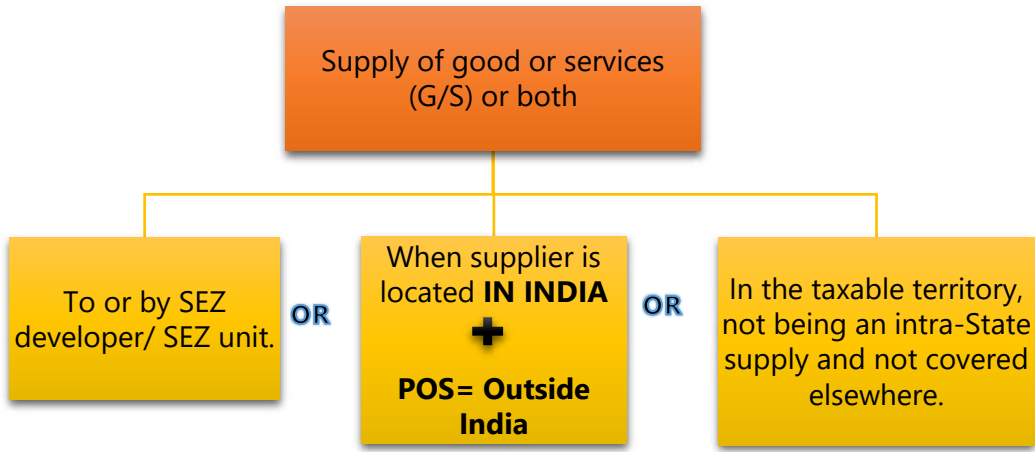 Supply of good or services
(G/S) or both
To or by SEZ
developer/ SEZ unit.
OR
When supplier is
located IN INDIA
+
POS= Outside
India
OR
In the taxable territory,
not being an intra-State
supply and not covered
elsewhere.